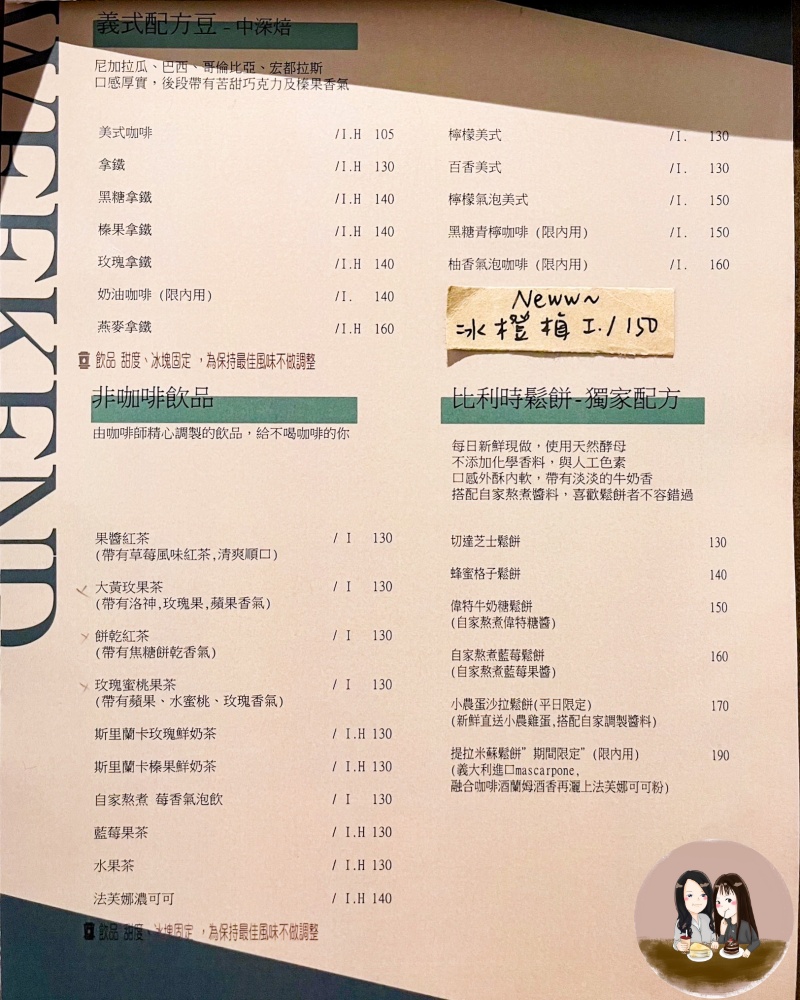 WEEKEND
義式配方豆 - 中深焙
尼加拉瓜、巴西、哥倫比亞、宏都拉斯
口感厚實，後段帶有苦甜巧克力及榛果香氣
美式咖啡 /I.H 105
拿鐵 /I.H 130
黑糖拿鐵 /I.H 140
榛果拿鐵 /I.H 140
玫瑰拿鐵 /I.H 140
奶油咖啡 (限內用) /I. 140
燕麥拿鐵 /I.H 160
飲品 甜度、冰塊固定 ，為保持最佳風味不做調整
檸檬美式 /I. 130
百香美式 /I. 130
檸檬氣泡美式 /I. 150
黑糖青檸咖啡 (限內用) /I. 150
柚香氣泡咖啡 (限內用) /I. 160
Neww~
冰橙 I./150
非咖啡飲品
由咖啡師精心調製的飲品，給不喝咖啡的你
果醬紅茶 / I 130
(帶有草莓風味紅茶,清爽順口)
大黃玫果茶 / I 130
(帶有洛神,玫瑰果,蘋果香氣)
餅乾紅茶 / I 130
(帶有焦糖餅乾香氣)
玫瑰蜜桃果茶 / I 130
(帶有蘋果、水蜜桃、玫瑰香氣)
斯里蘭卡玫瑰鮮奶茶 / I.H 130
斯里蘭卡榛果鮮奶茶 / I.H 130
自家熬煮 莓香氣泡飲 / I 130
藍莓果茶 / I.H 130
水果茶 / I.H 130
法芙娜濃可可 / I.H 140
飲品 甜度、冰塊固定 ，為保持最佳風味不做調整
比利時鬆餅-獨家配方
每日新鮮現做，使用天然酵母
不添加化學香料，與人工色素
口感外酥內軟，帶有淡淡的牛奶香
搭配自家熬煮醬料，喜歡鬆餅者不容錯過
切達芝士鬆餅 130
蜂蜜格子鬆餅 140
偉特牛奶糖鬆餅 150
(自家熬煮偉特糖醬)
自家熬煮藍莓鬆餅 160
(自家熬煮藍莓果醬)
小農蛋沙拉鬆餅(平日限定) 170
(新鮮直送小農雞蛋,搭配自家調製醬料)
提拉米蘇鬆餅”期間限定”(限內用) 190
(義大利進口mascarpone,
融合咖啡酒蘭姆酒香再灑上法芙娜可可粉)